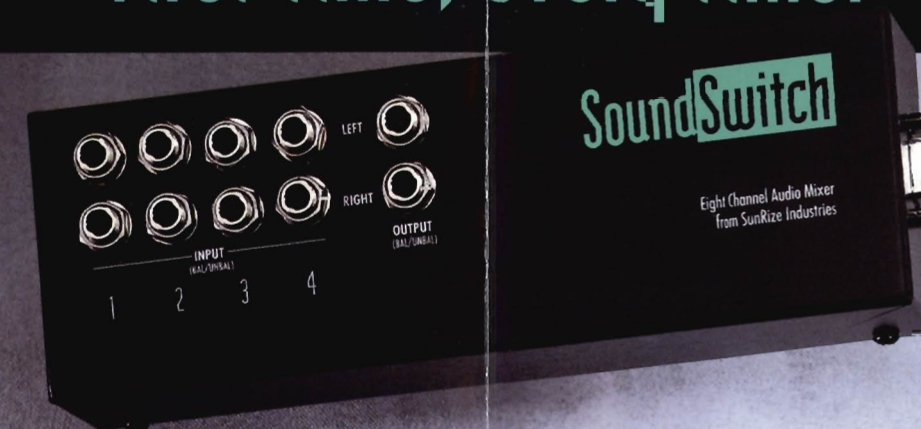 LEFT
RIGHT
INPUT
(BAL/UNBAL)
OUTPUT
(BAL/UNBAL)
1 2 3 4
SoundSwitch
Eight Channel Audio Mixer
from SunRize Industries